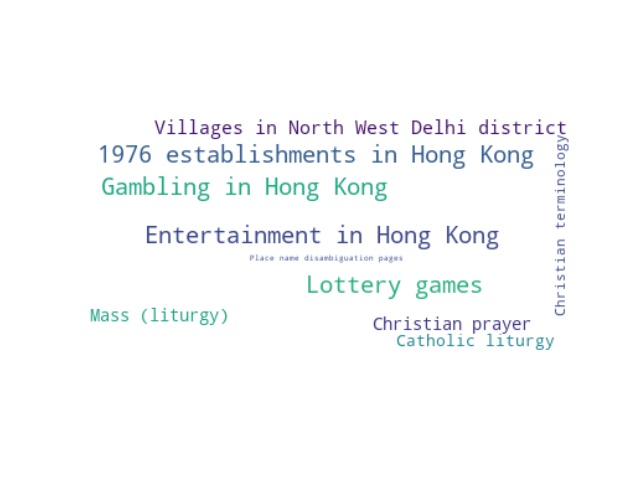 Villages in North West Delhi district
1976 establishments in Hong Kong
Gambling in Hong Kong
Christian terminology
Entertainment in Hong Kong
Place name disambiguation pages
Lottery games
Mass (liturgy)
Christian prayer
Catholic liturgy